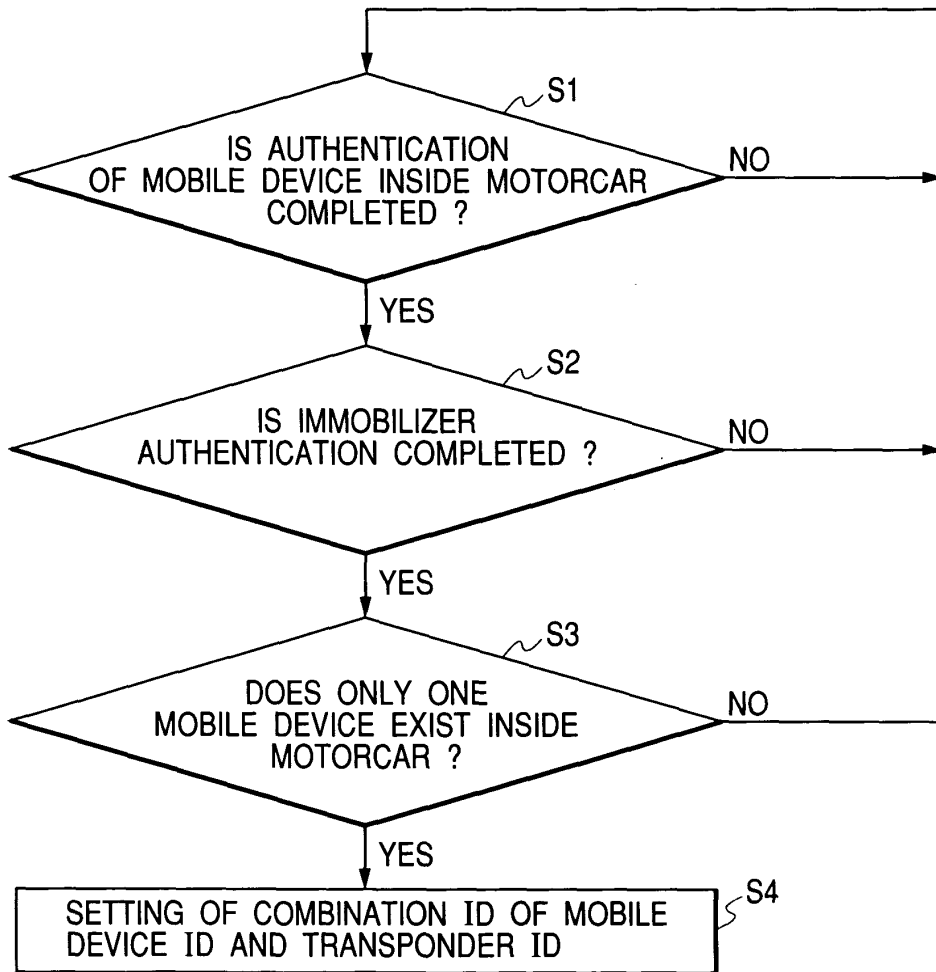 S1
IS AUTHENTICATION
OF MOBILE DEVICE INSIDE MOTORCAR
COMPLETED ?
NO
YES
S2
IS IMMOBILIZER
AUTHENTICATION COMPLETED ?
NO
YES
S3
DOES ONLY ONE
MOBILE DEVICE EXIST INSIDE
MOTORCAR ?
NO
YES
S4
SETTING OF COMBINATION ID OF MOBILE
DEVICE ID AND TRANSPONDER ID